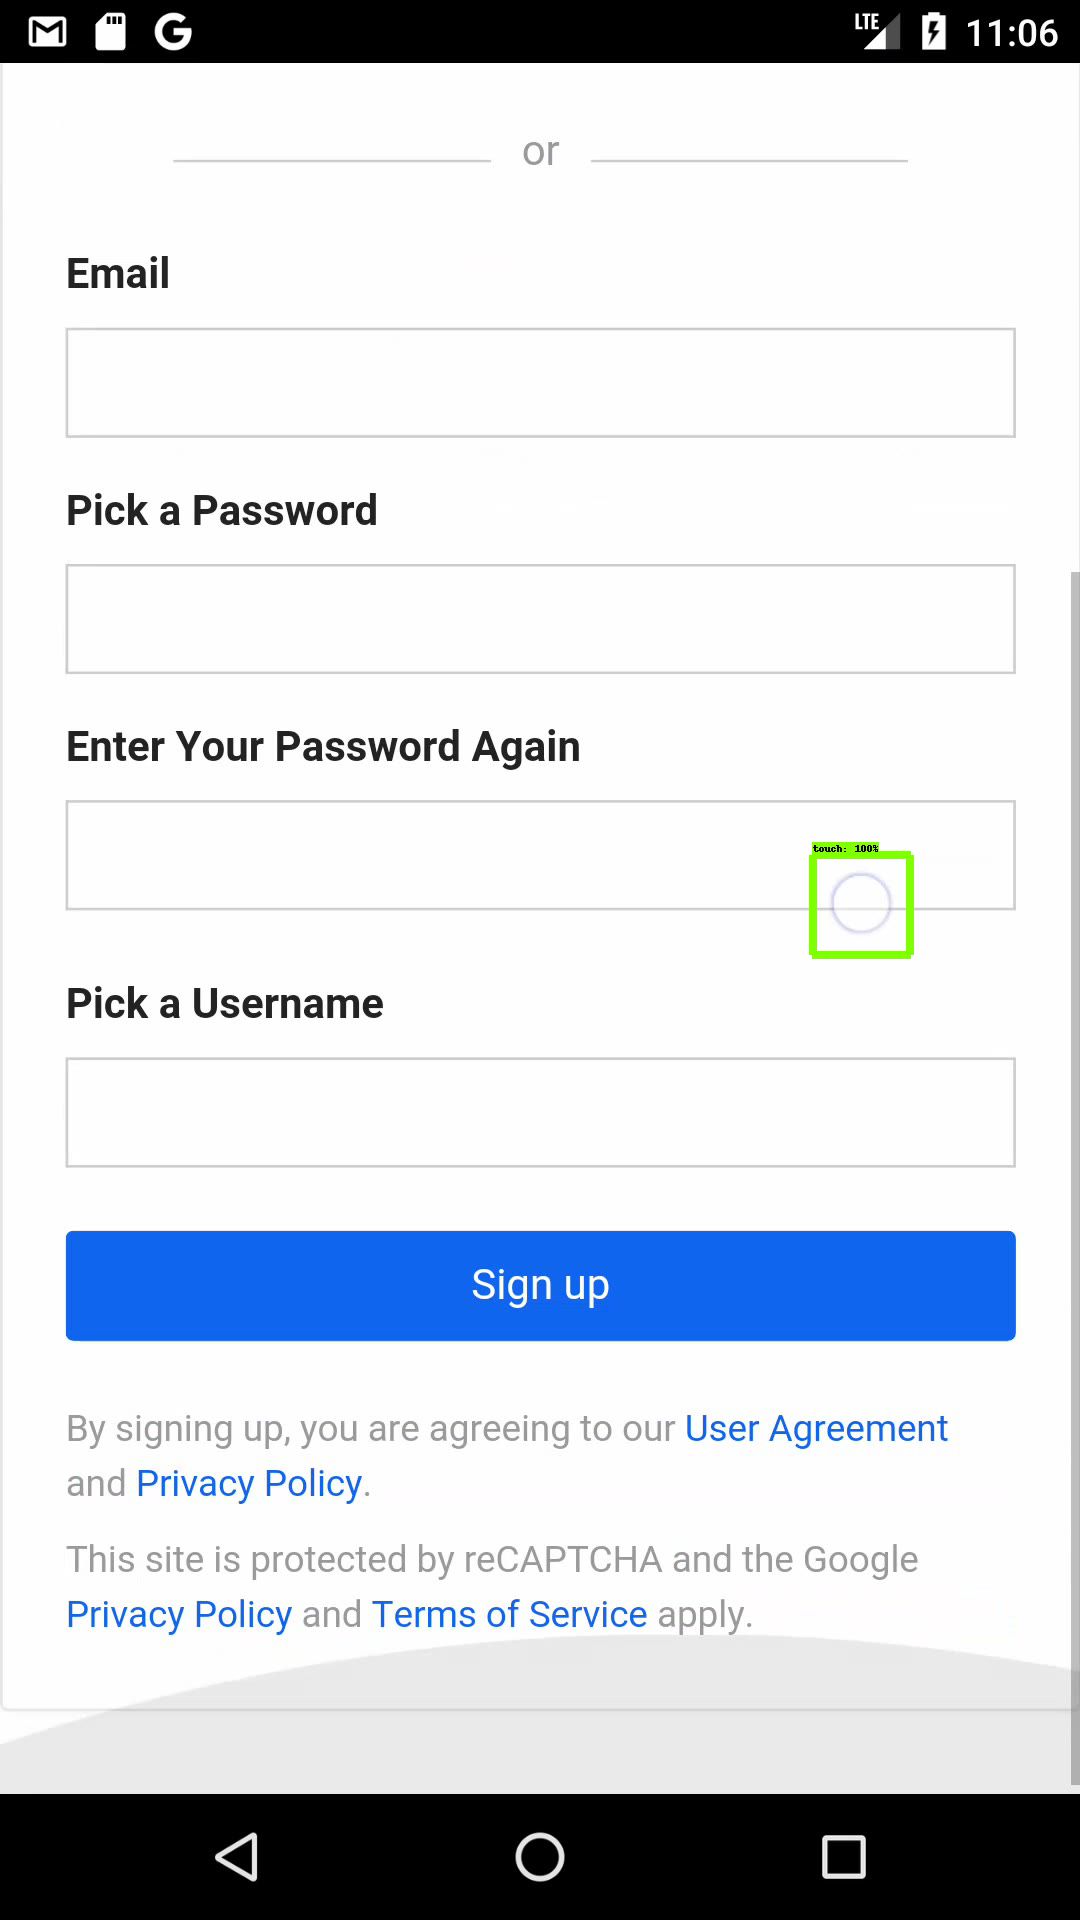 LTE 11:06
or
Email
Pick a Password
Enter Your Password Again
touch: 100%
Pick a Username
Sign up
By signing up, you are agreeing to our User Agreement
and Privacy Policy.
This site is protected by reCAPTCHA and the Google
Privacy Policy and Terms of Service apply.